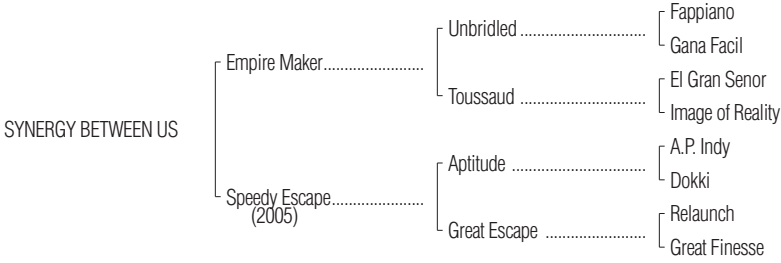 Fappiano
Unbridled ..............................
Gana Facil
Empire Maker........................
El Gran Senor
Toussaud ..............................
Image of Reality
SYNERGY BETWEEN US
A.P. Indy
Aptitude ................................
Dokki
Speedy Escape......................
(2005)
Relaunch
Great Escape ........................
Great Finesse